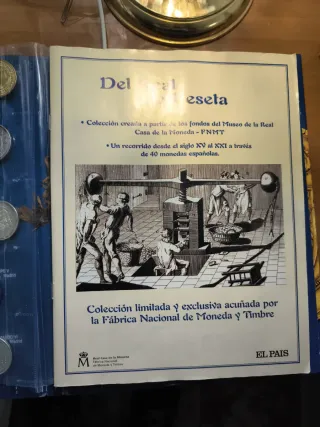 Del
eseta
• Colección creada a partir de los fondos del Museo de la Real
Casa de la Moneda - FNMT
• Un recorrido desde el siglo XV al XXI a través
de 40 monedas españolas.
Colección limitada y exclusiva acuñada por
la Fábrica Nacional de Moneda y Timbre
M
EL PAIS